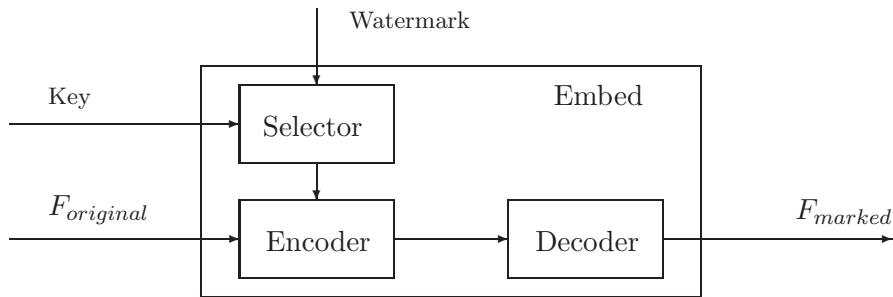 Watermark
Key
Embed
Selector
F_original
F_marked
Encoder
Decoder